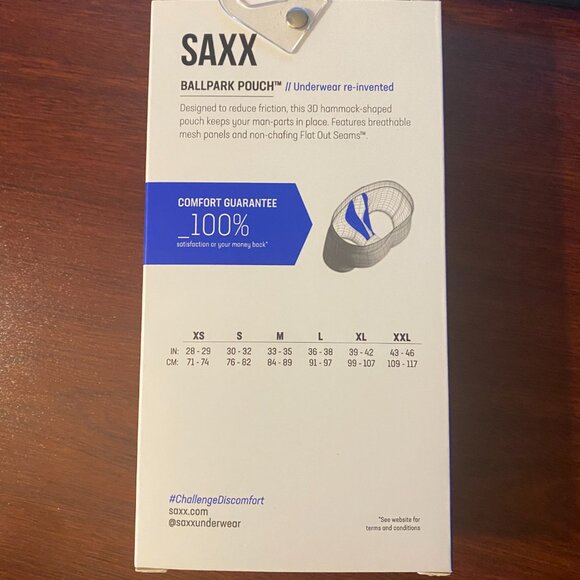 SAXX
BALLPARK POUCH™ // Underwear re-invented
Designed to reduce friction, this 3D hammock-shaped
pouch keeps your man-parts in place. Features breathable
mesh panels and non-chafing Flat Out Seams™.
COMFORT GUARANTEE
_100%
satisfaction or your money back*
XS S M L XL XXL
IN: 28 - 29 30 - 32 33 - 35 36 - 38 39 - 42 43 - 46
CM: 71 - 74 76 - 82 84 - 89 91 - 97 99 - 107 109 - 117
#ChallengeDiscomfort
saxx.com
@saxxunderwear
*See website for
terms and conditions